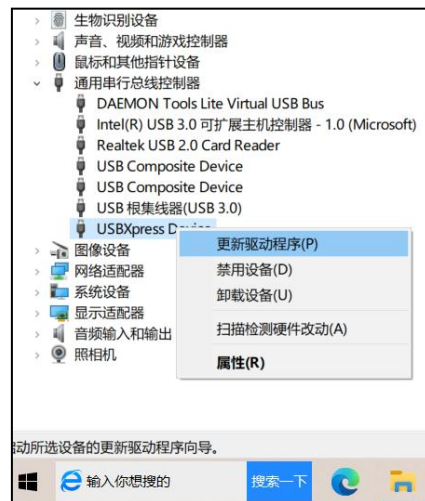 生物识别设备
声音、视频和游戏控制器
鼠标和其他指针设备
通用串行总线控制器
DAEMON Tools Lite Virtual USB Bus
Intel(R) USB 3.0 可扩展主机控制器 - 1.0 (Microsoft)
Realtek USB 2.0 Card Reader
USB Composite Device
USB Composite Device
USB 根集线器(USB 3.0)
USBXpress Device
更新驱动程序(P)
图像设备
网络适配器
禁用设备(D)
系统设备
卸载设备(U)
显示适配器
音频输入和输出
扫描检测硬件改动(A)
照相机
属性(R)
动所选设备的更新驱动程序向导。
输入你想搜的
搜索一下